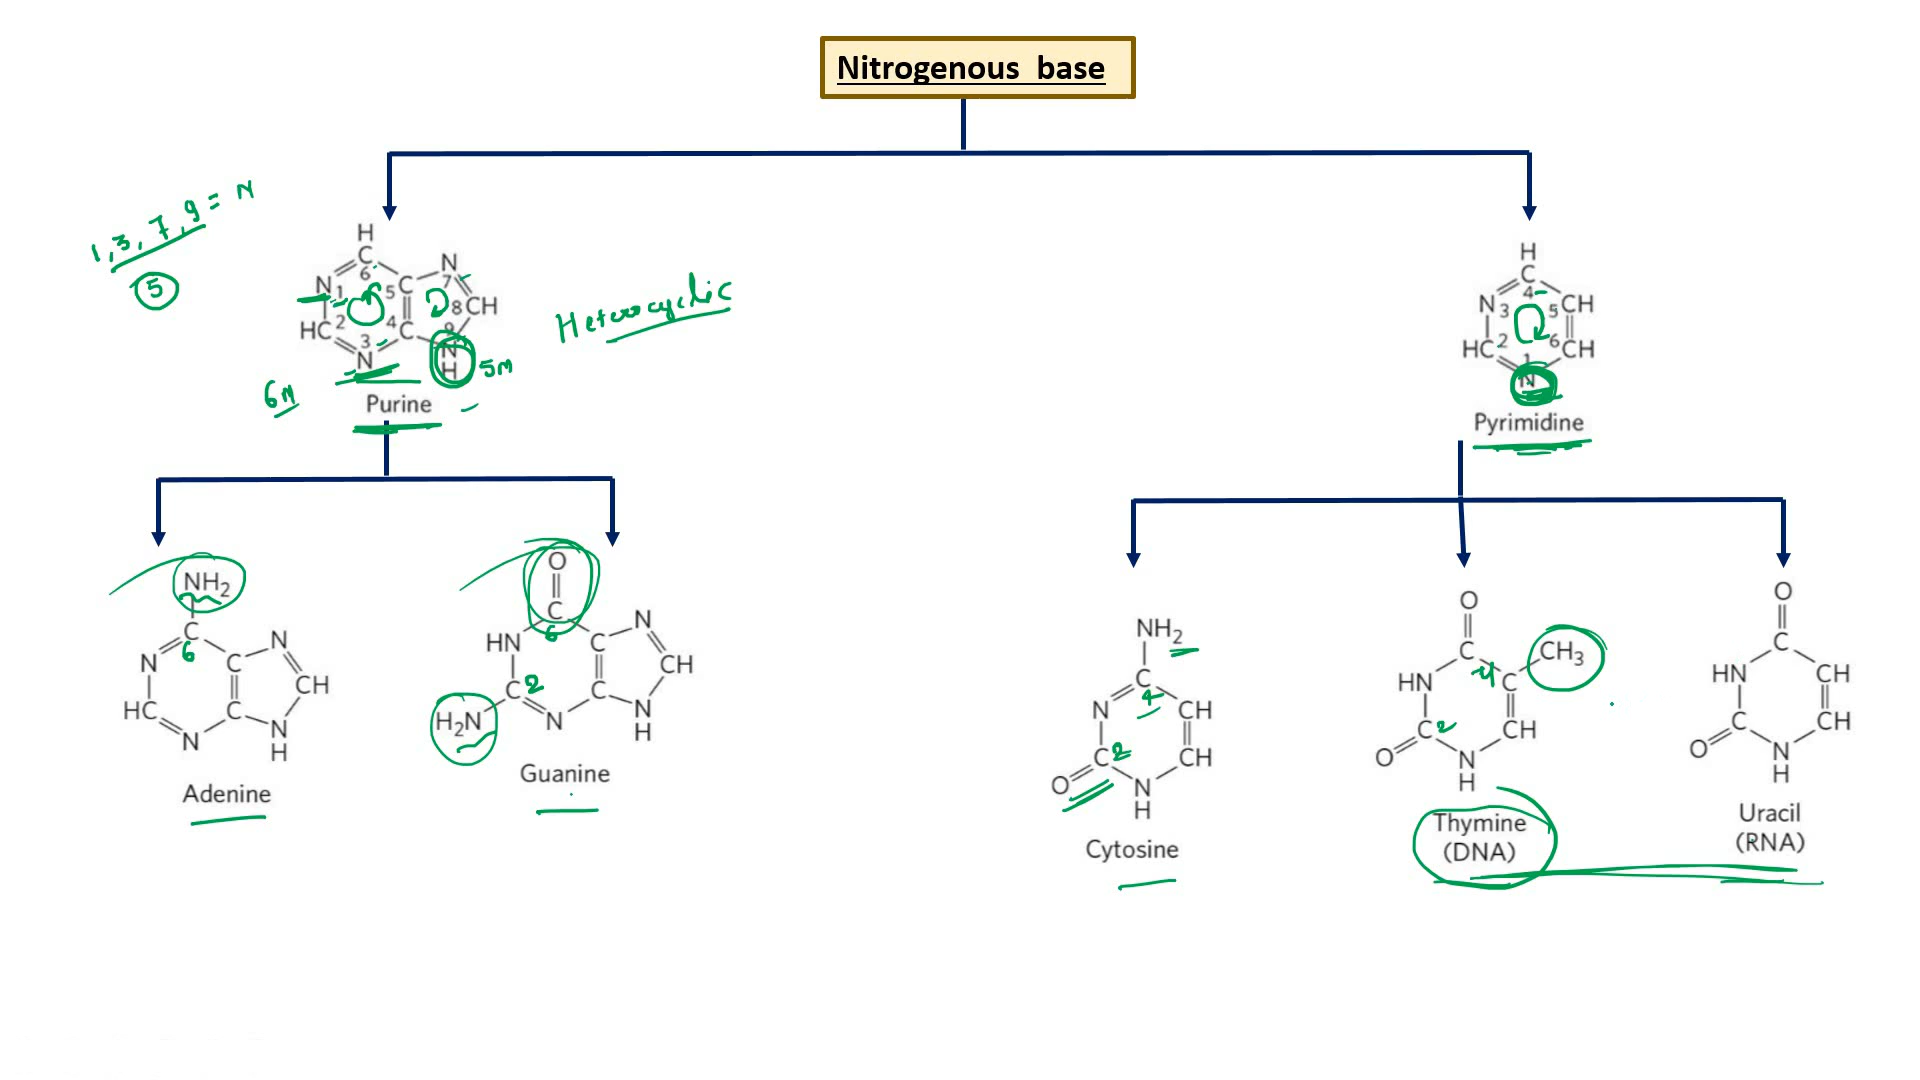 Nitrogenous base
1, 3, 7, 9 = N
5
H
C
6
N
1
5
C
N
7
8
CH
HC
2
4
C
9
3
N
N
H
6M
5M
Heterocyclic
Purine
H
C
4
N
3
5
CH
HC
2
6
CH
1
N
Pyrimidine
NH2
C
6
N
N
C
CH
HC
C
N
N
H
Adenine
O
C
6
HN
N
C
CH
C
2
C
H2N
N
N
H
Guanine
NH2
C
4
N
CH
C
2
CH
O
N
H
Cytosine
O
C
4
CH3
HN
C
C
2
CH
O
N
H
Thymine
(DNA)
O
C
HN
CH
C
CH
O
N
H
Uracil
(RNA)